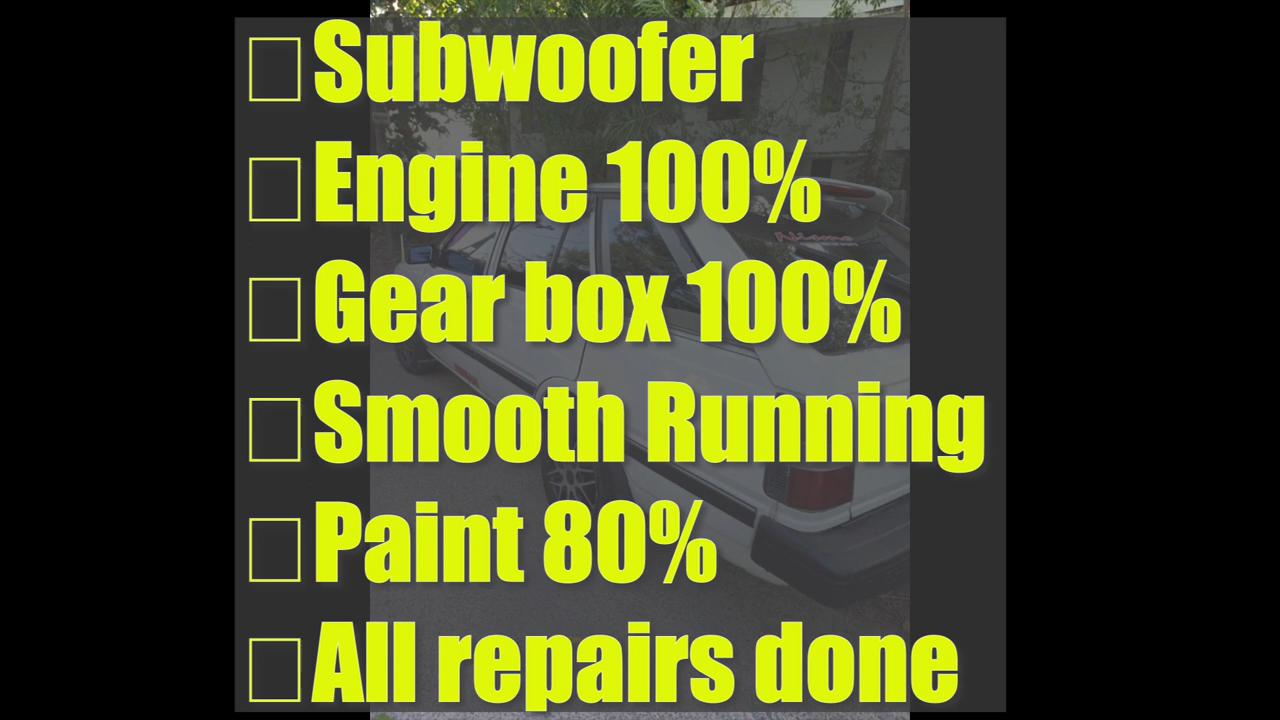 □Subwoofer
□Engine 100%
□Gear box 100%
□Smooth Running
□Paint 80%
□All repairs done